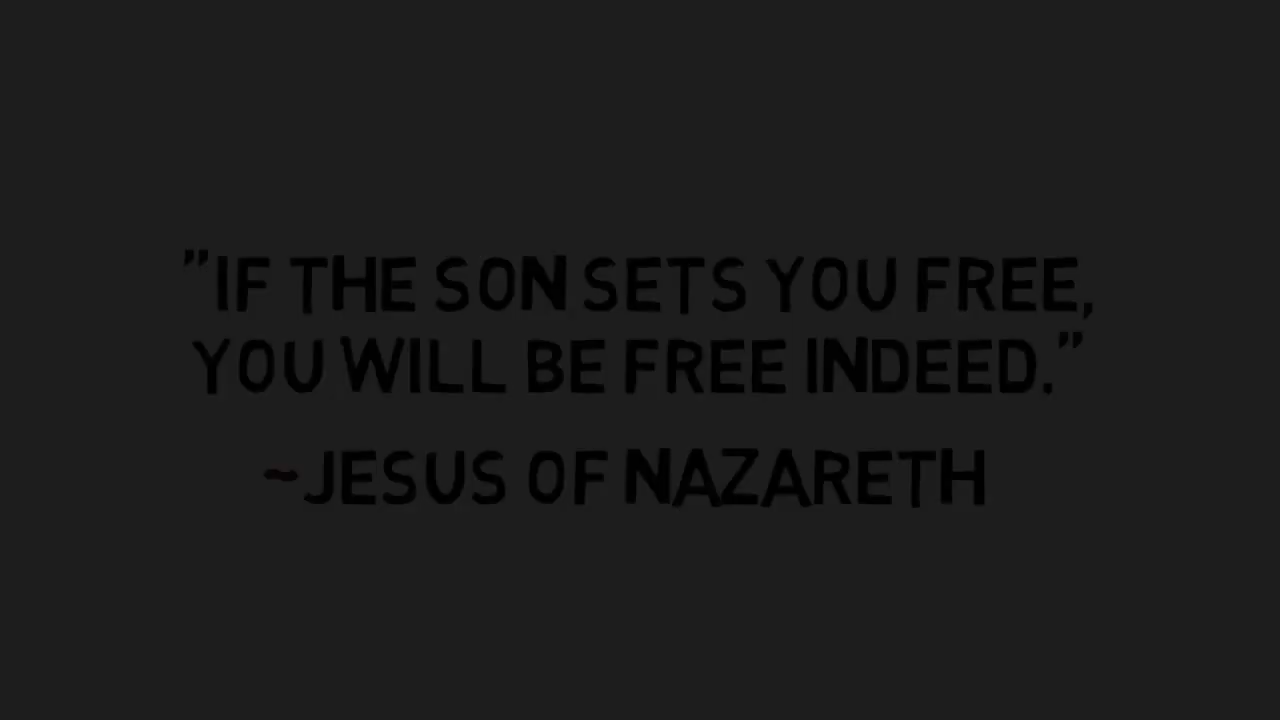 "IF THE SON SETS YOU FREE,
YOU WILL BE FREE INDEED."
~JESUS OF NAZARETH